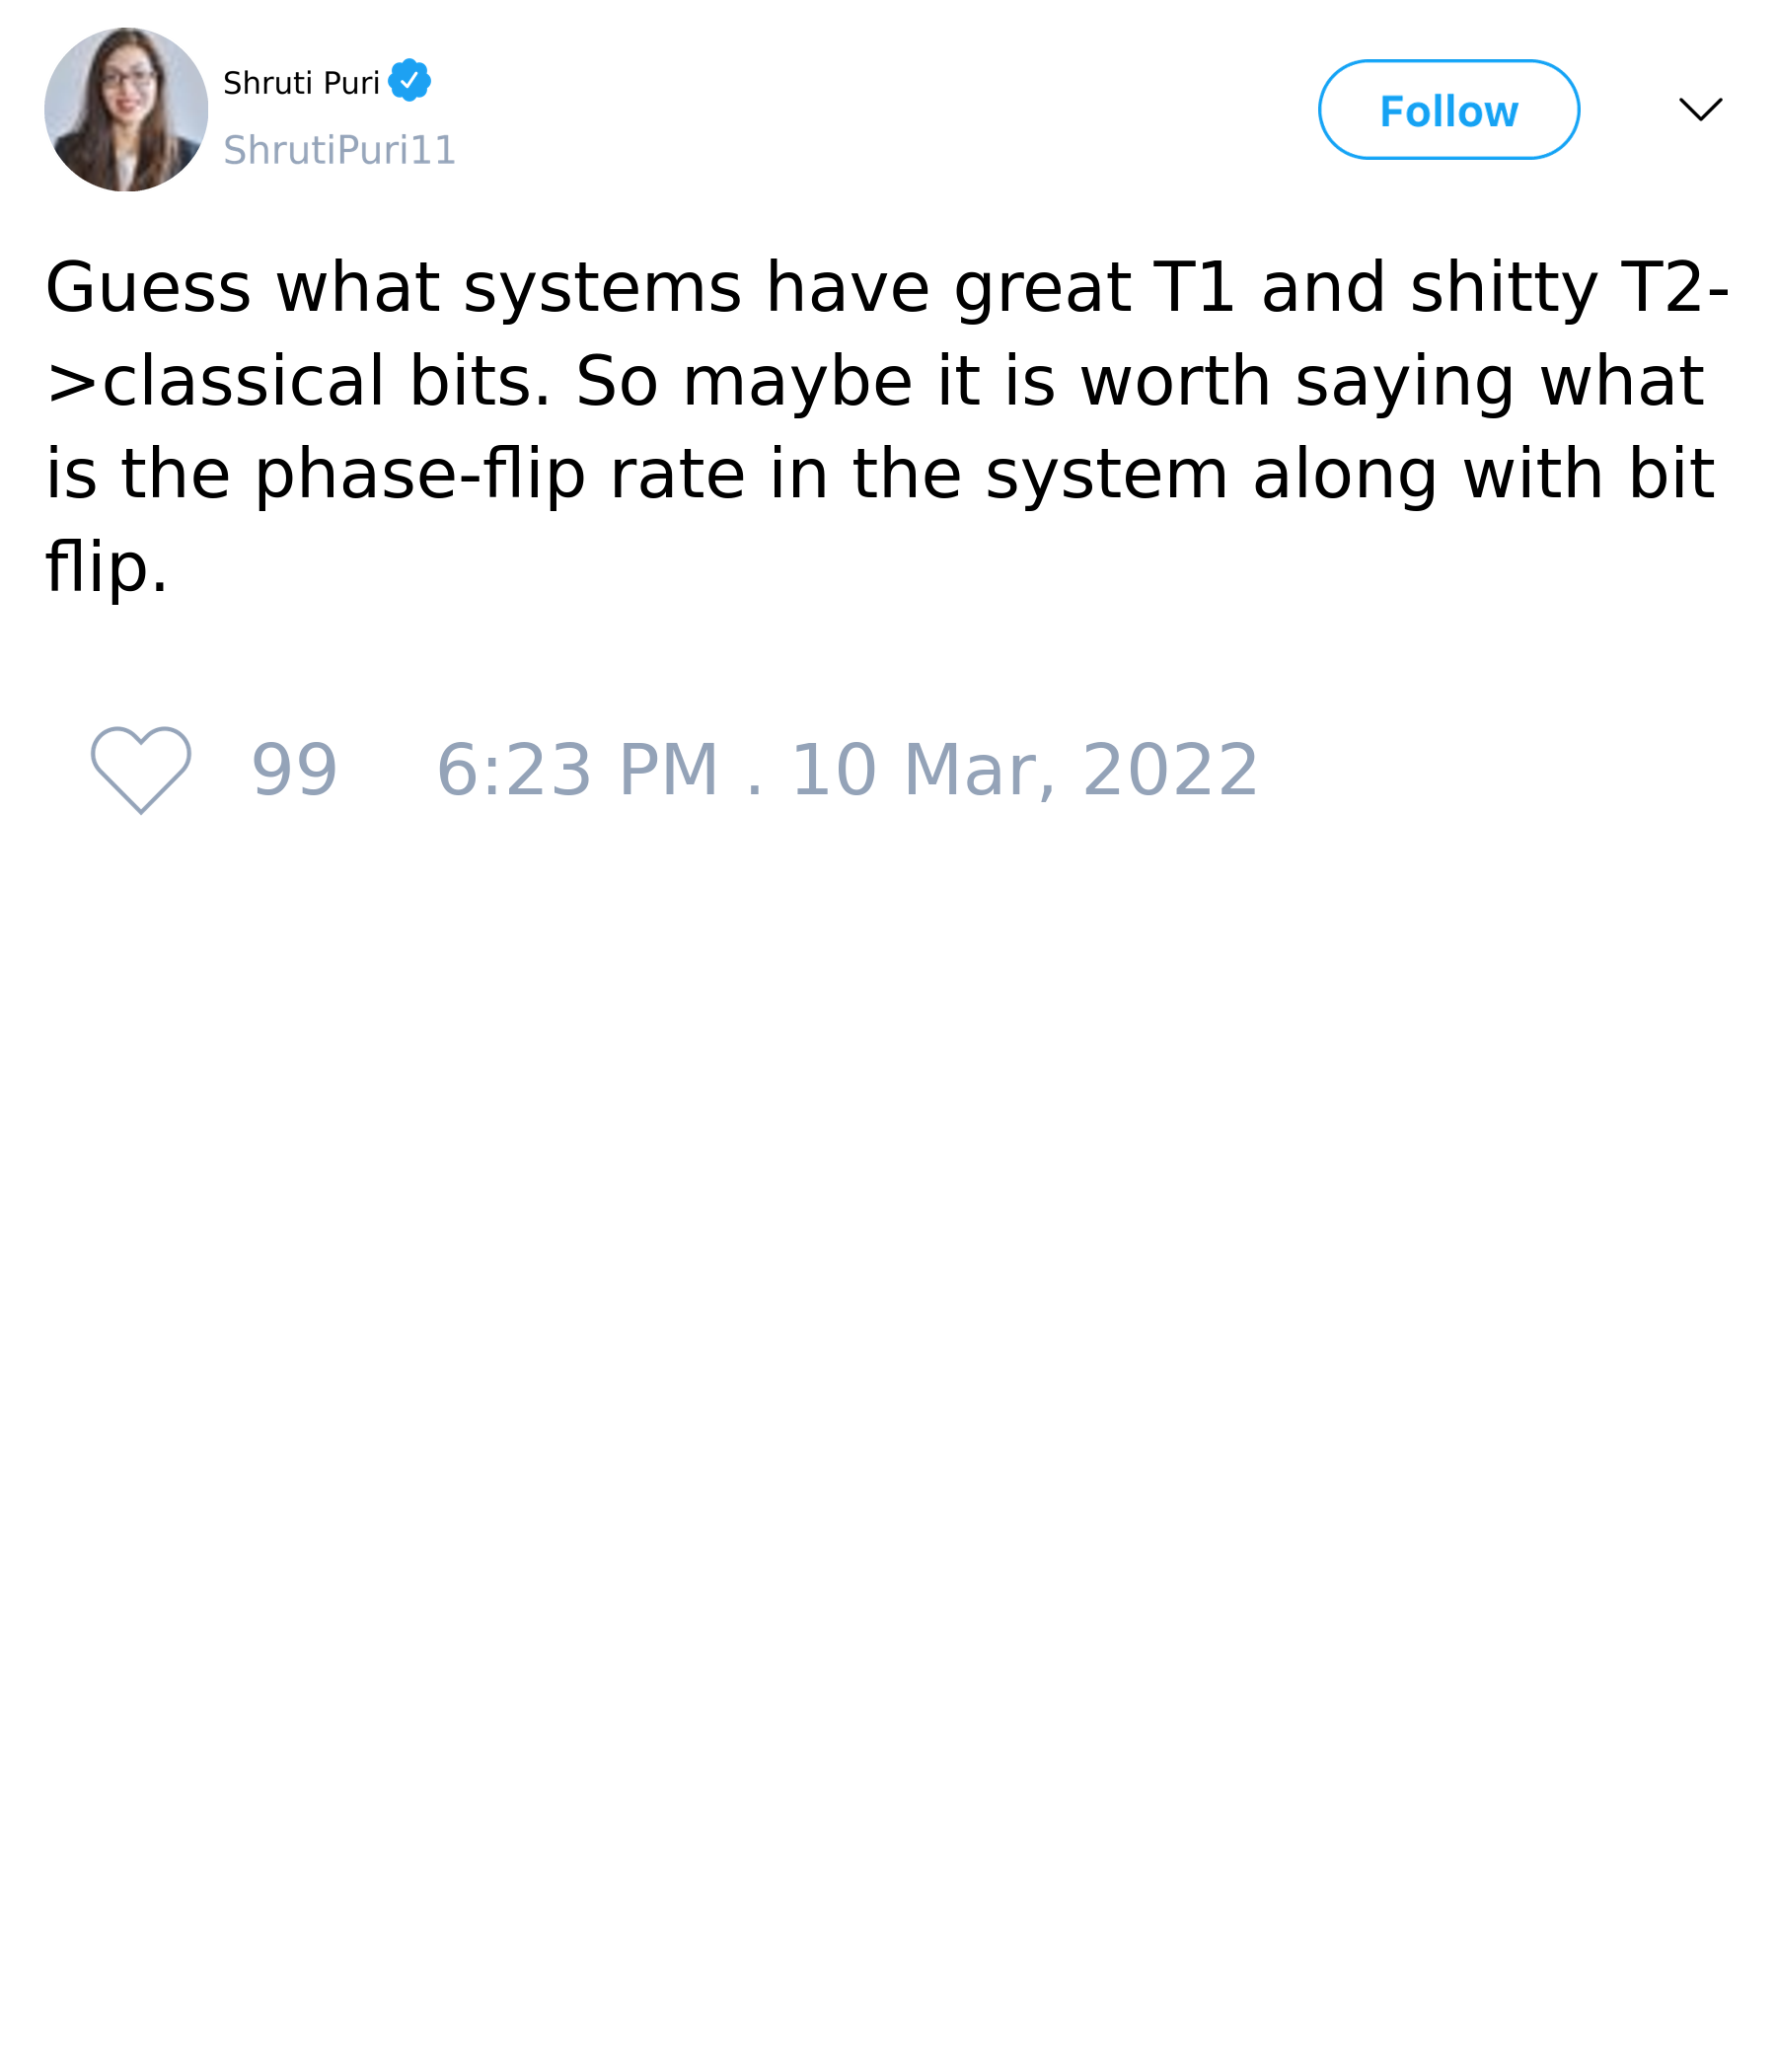 Shruti Puri
ShrutiPuri11
Follow
Guess what systems have great T1 and shitty T2-
>classical bits. So maybe it is worth saying what
is the phase-flip rate in the system along with bit
flip.
99 6:23 PM . 10 Mar, 2022